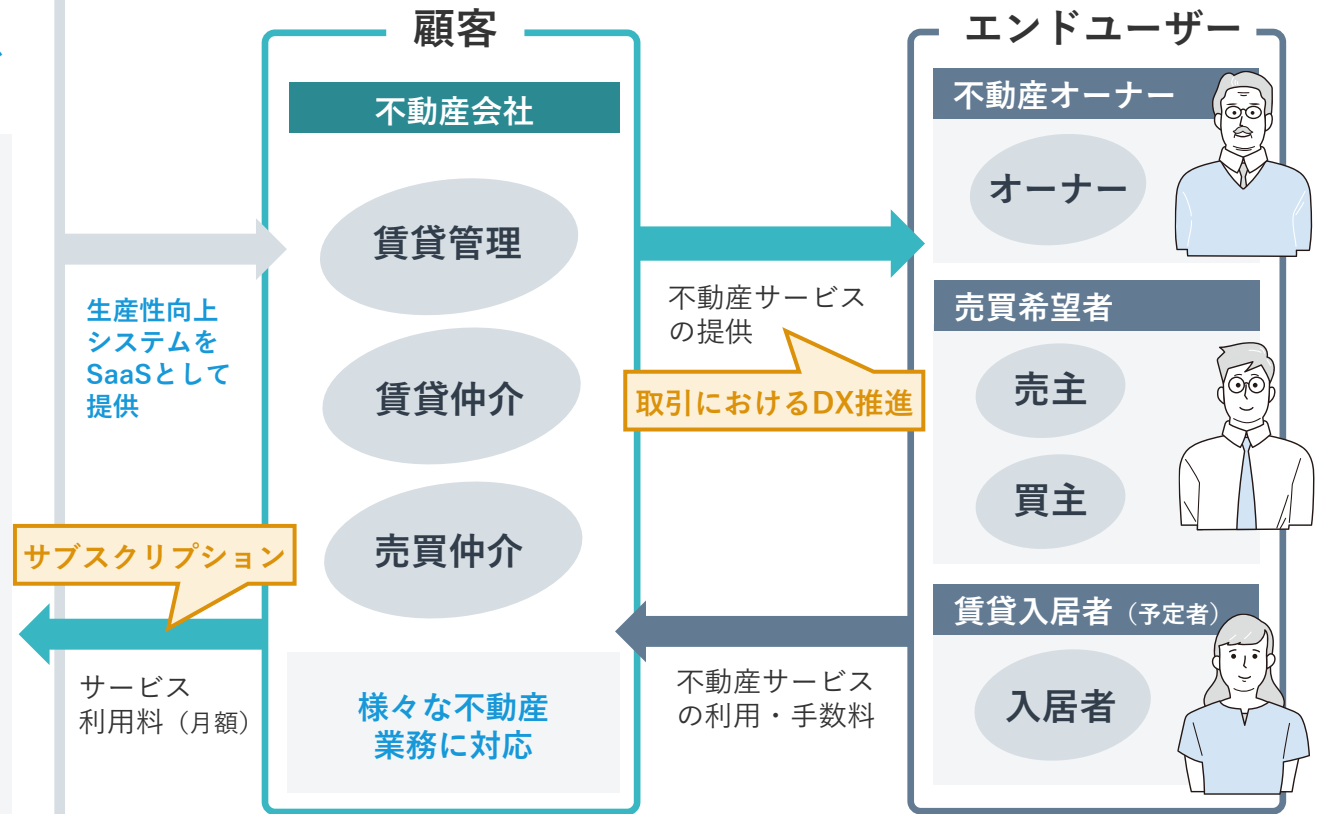 顧客
不動産会社
賃貸管理
賃貸仲介
売買仲介
様々な不動産
業務に対応
生産性向上
システムを
SaaSとして
提供
サブスクリプション
サービス
利用料（月額）
不動産サービス
の提供
取引におけるDX推進
不動産サービス
の利用・手数料
エンドユーザー
不動産オーナー
オーナー
売買希望者
売主
買主
賃貸入居者（予定者）
入居者